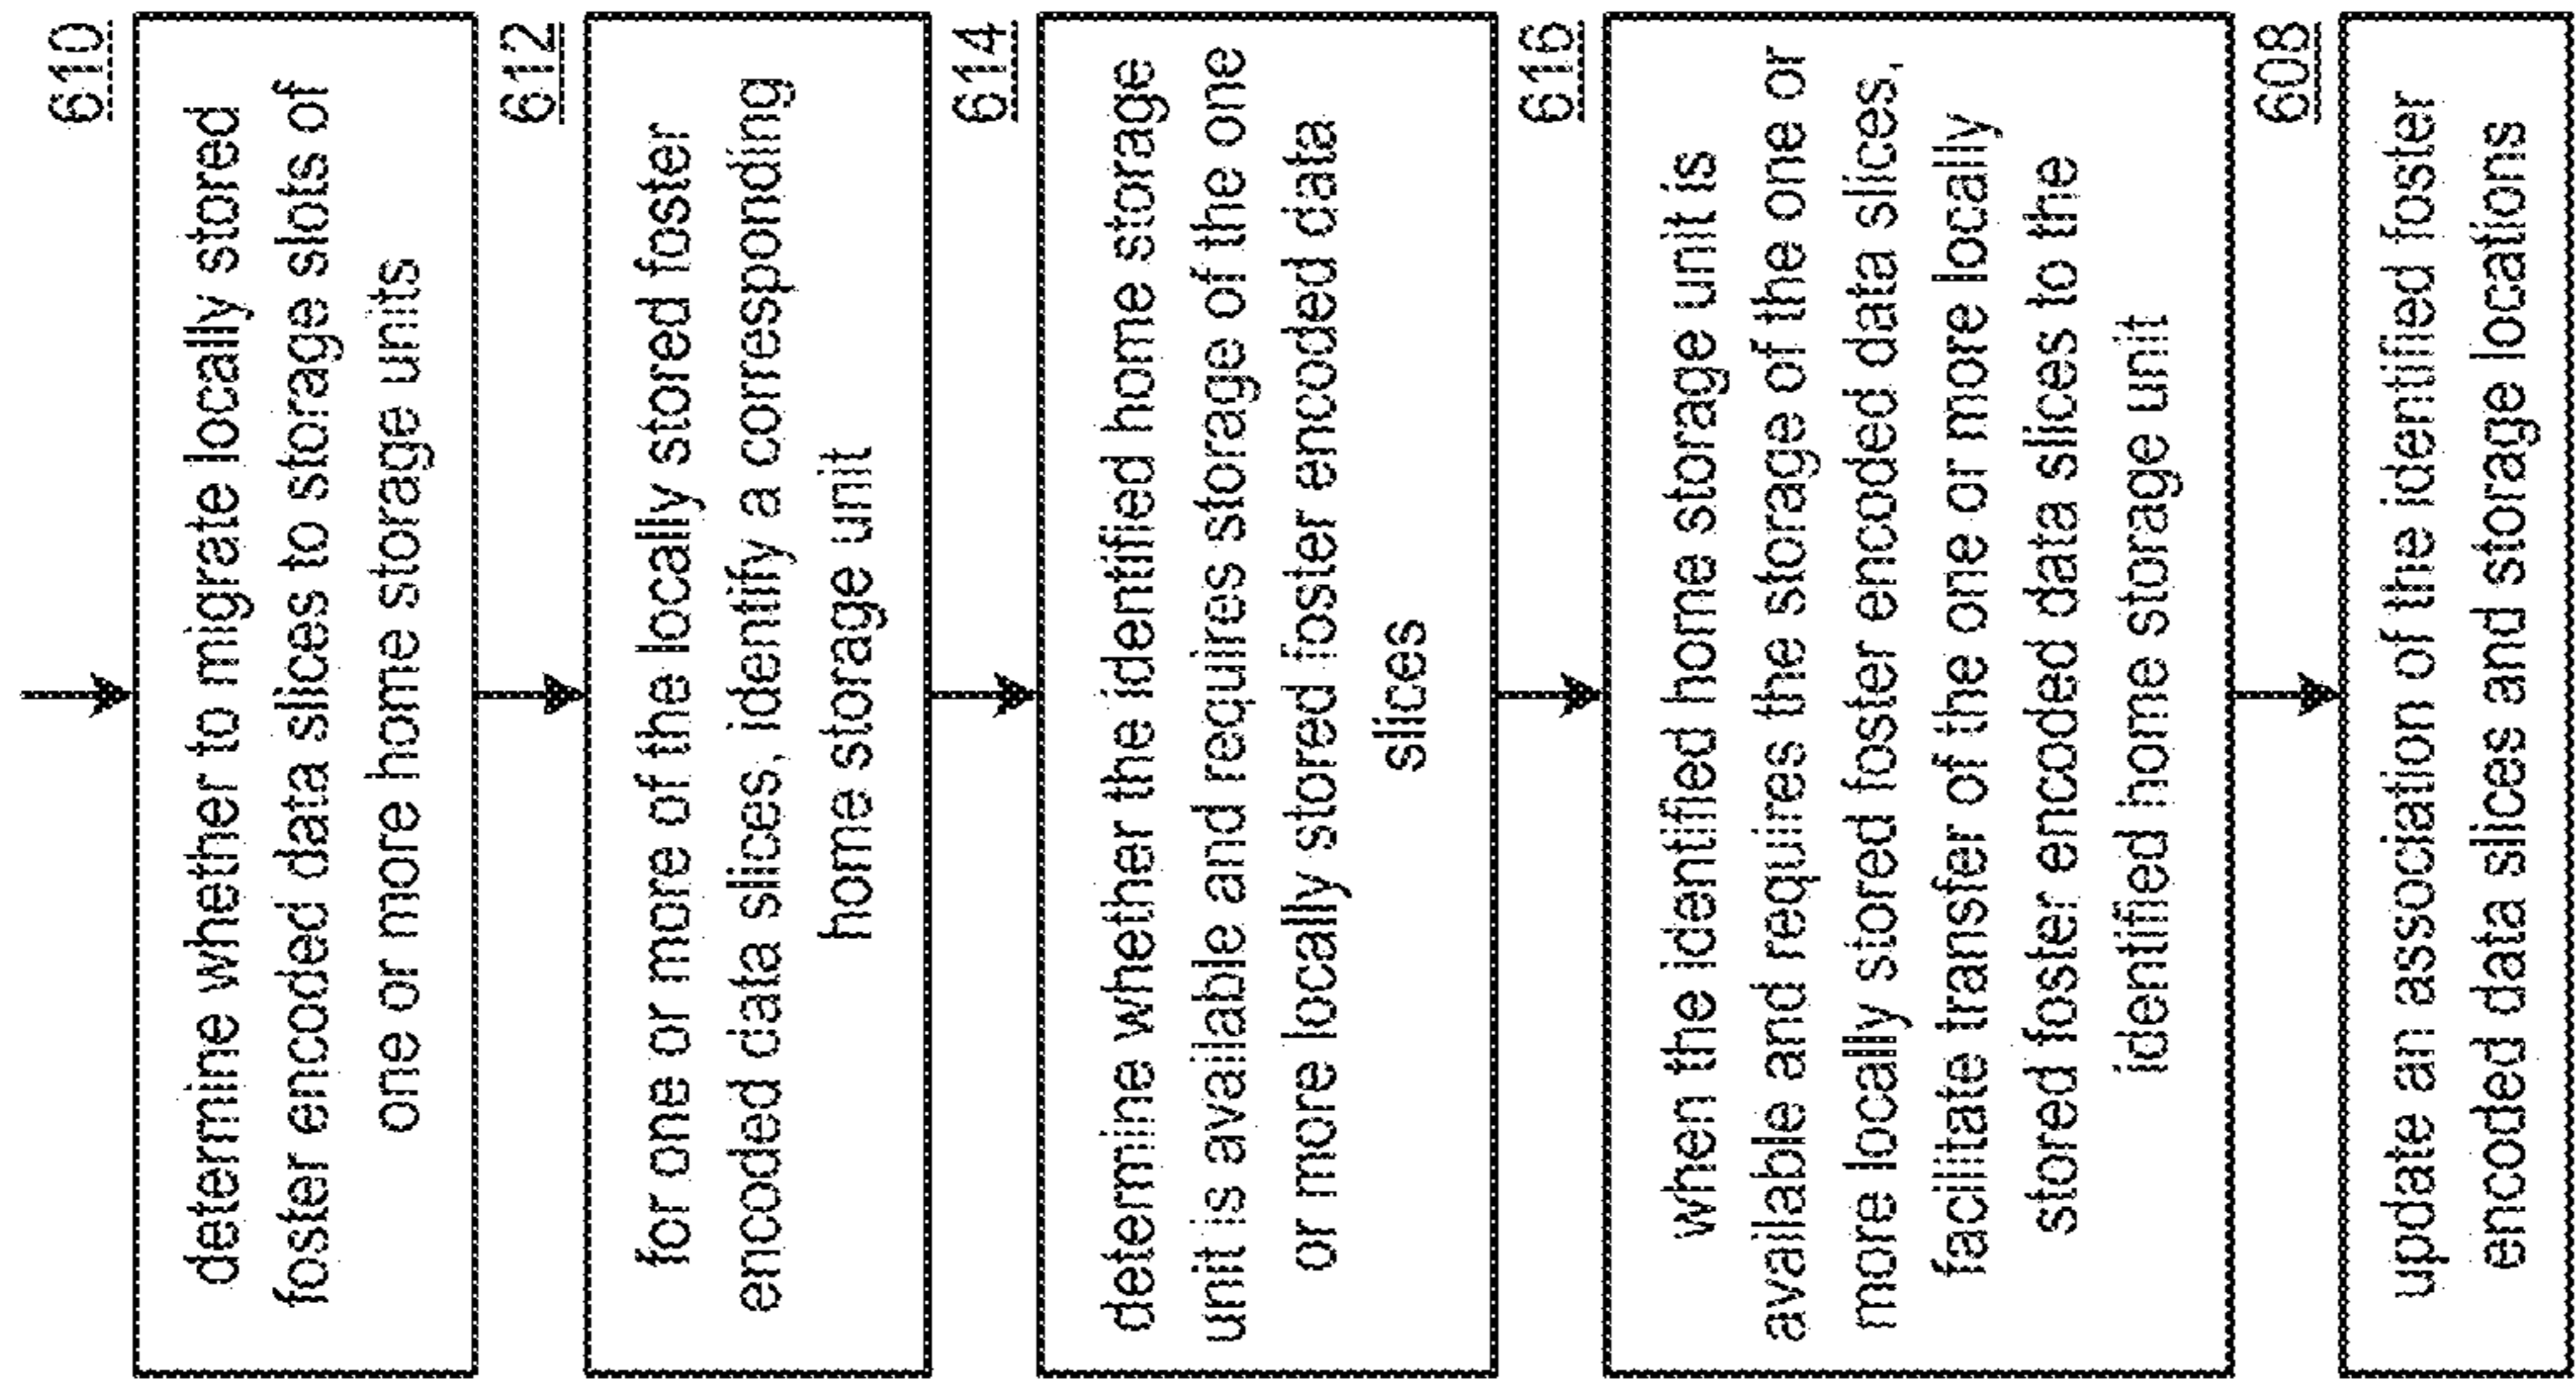 610
determine whether to migrate locally stored
foster encoded data slices to storage slots of
one or more home storage units
612
for one or more of the locally stored foster
encoded data slices, identify a corresponding
home storage unit
614
determine whether the identified home storage
unit is available and requires storage of the one
or more locally stored foster encoded data
slices
616
when the identified home storage unit is
available and requires the storage of the one or
more locally stored foster encoded data slices,
facilitate transfer of the one or more locally
stored foster encoded data slices to the
identified home storage unit
608
update an association of the identified foster
encoded data slices and storage locations